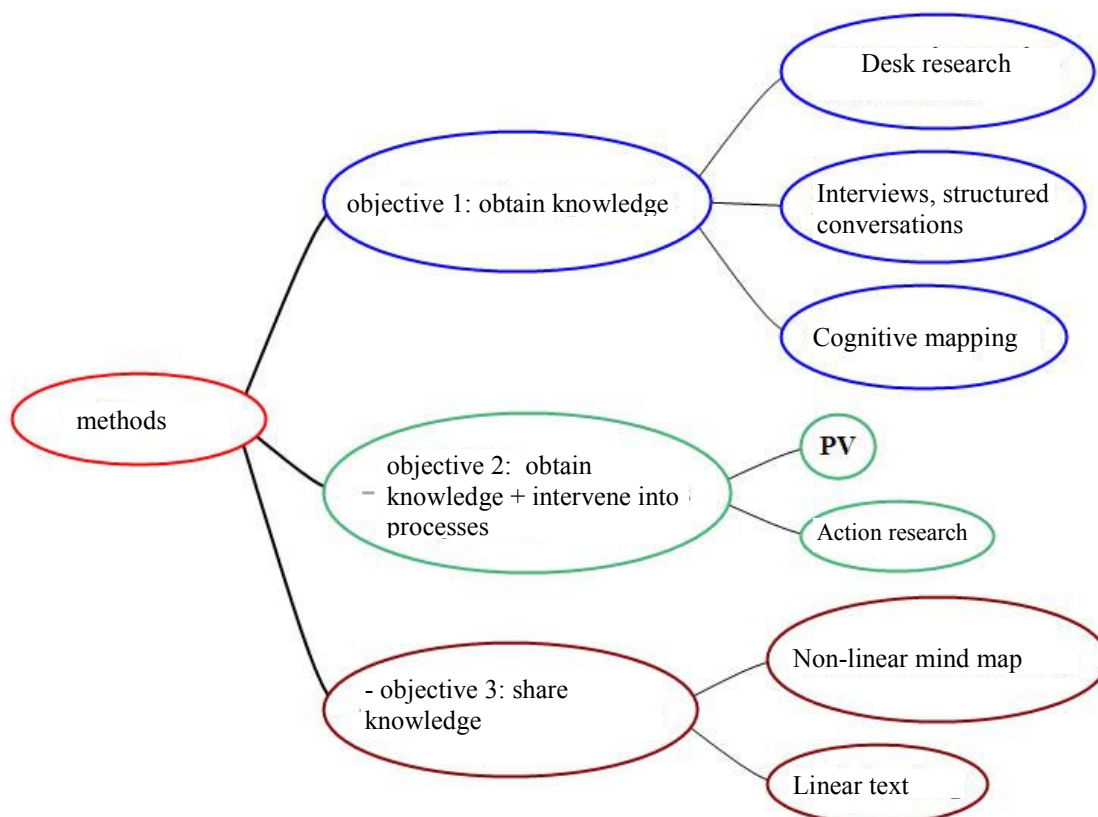 Desk research
objective 1: obtain knowledge
Interviews, structured
conversations
Cognitive mapping
methods
objective 2: obtain
- knowledge + intervene into
processes
PV
Action research
- objective 3: share
knowledge
Non-linear mind map
Linear text